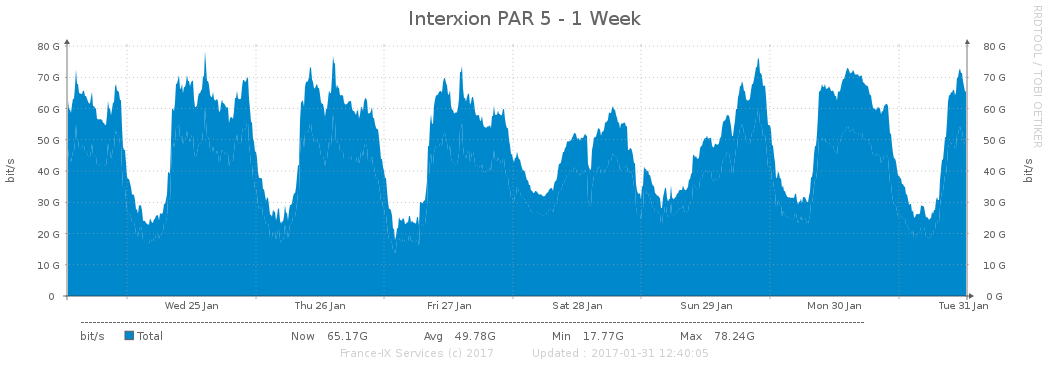 Interxion PAR 5 - 1 Week
RRDTOOL / TOBI OETIKER
bit/s
bit/s
80 G 80 G
70 G 70 G
60 G 60 G
50 G 50 G
40 G 40 G
30 G 30 G
20 G 20 G
10 G 10 G
0 0 G
Wed 25 Jan Thu 26 Jan Fri 27 Jan Sat 28 Jan Sun 29 Jan Mon 30 Jan Tue 31 Jan
bit/s Total Now 65.17G Avg 49.78G Min 17.77G Max 78.24G
France-IX Services (c) 2017 Updated : 2017-01-31 12:40:05